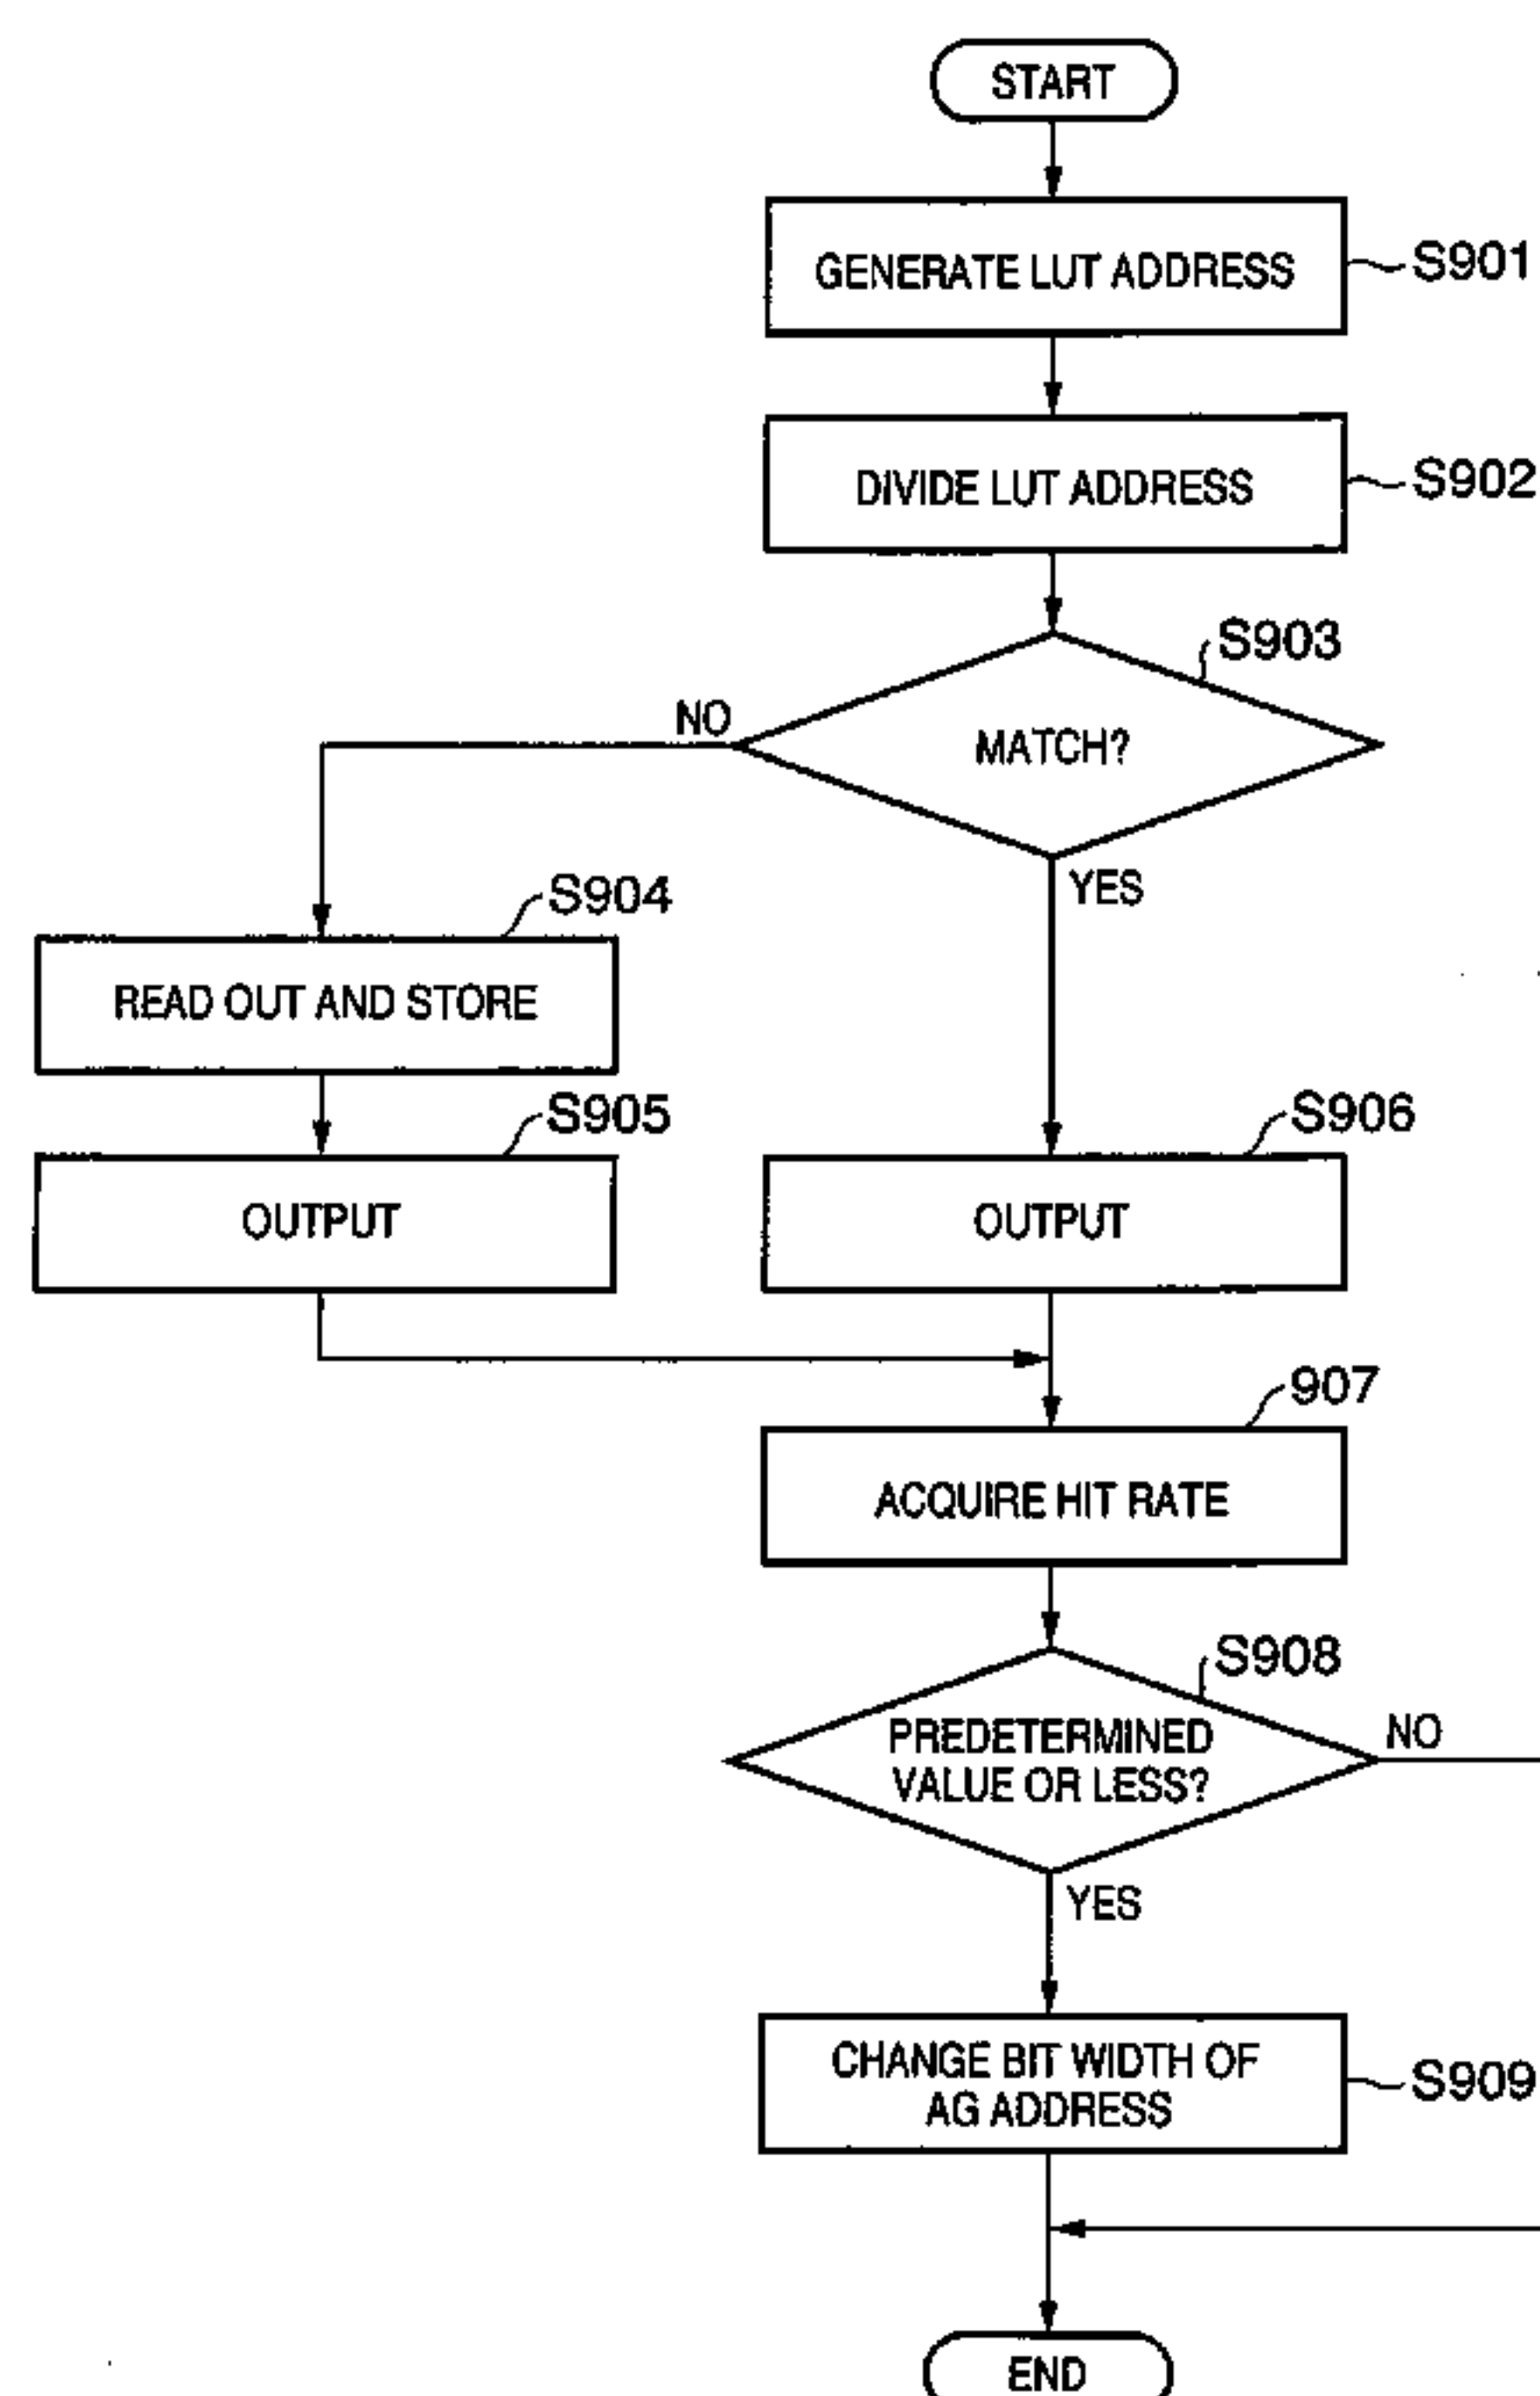 START
GENERATE LUT ADDRESS
S901
DIVIDE LUT ADDRESS
S902
S903
NO
MATCH?
YES
S904
READ OUT AND STORE
S905
S906
OUTPUT
OUTPUT
907
ACQUIRE HIT RATE
S908
PREDETERMINED
VALUE OR LESS?
NO
YES
CHANGE BIT WIDTH OF
AG ADDRESS
S909
END